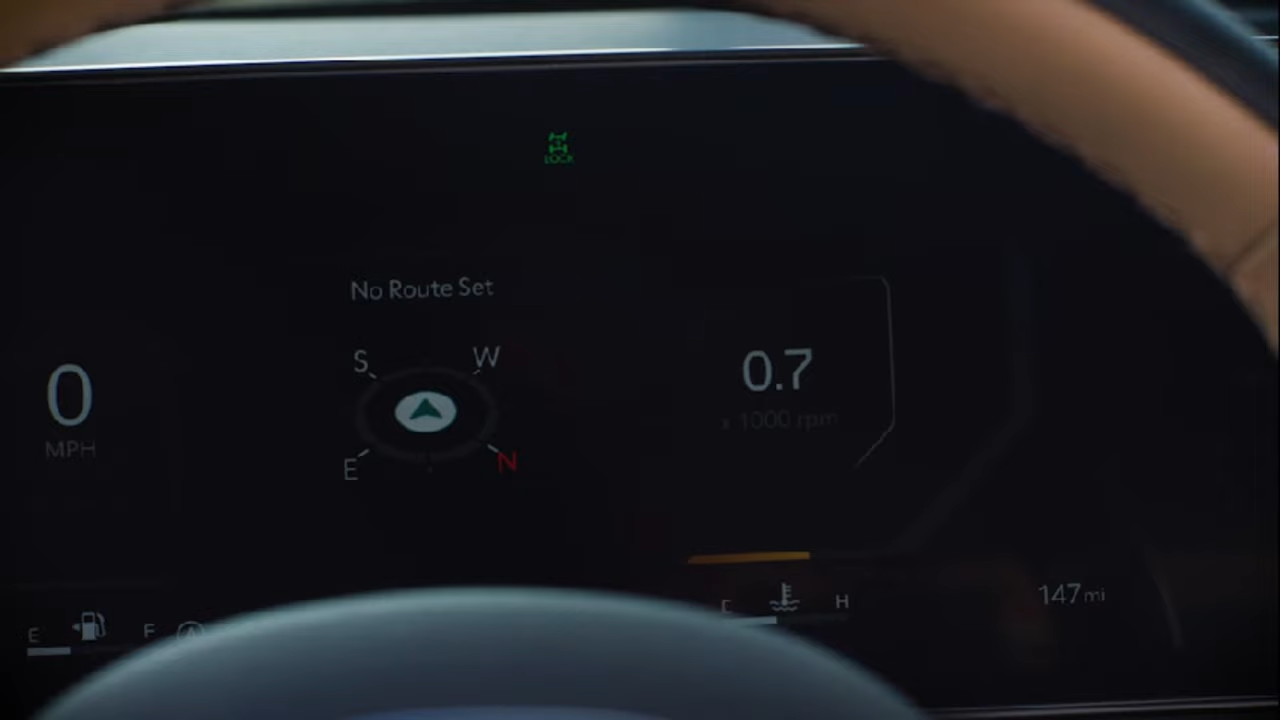 LOCK
No Route Set
S W
0
MPH
E N
0.7
x 1000 rpm
E F A
C H
147 mi